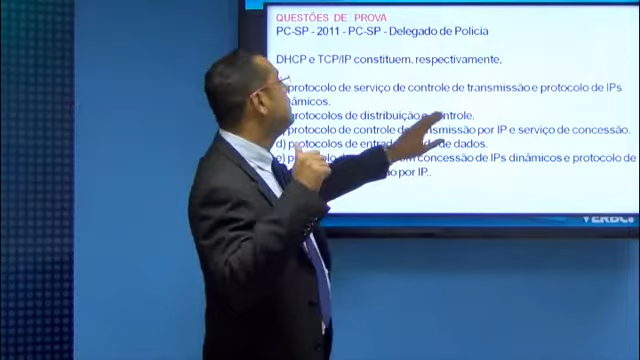 QUESTÕES DE PROVA
PC-SP - 2011 - PC-SP - Delegado de Polícia
DHCP e TCP/IP constituem, respectivamente,
protocolo de serviço de controle de transmissão e protocolo de IPs
dinâmicos.
protocolos de distribuição e controle.
protocolo de controle de transmissão por IP e serviço de concessão.
d) protocolos de entrada de dados.
e) protocolo concessão de IPs dinâmicos e protocolo de
por IP..